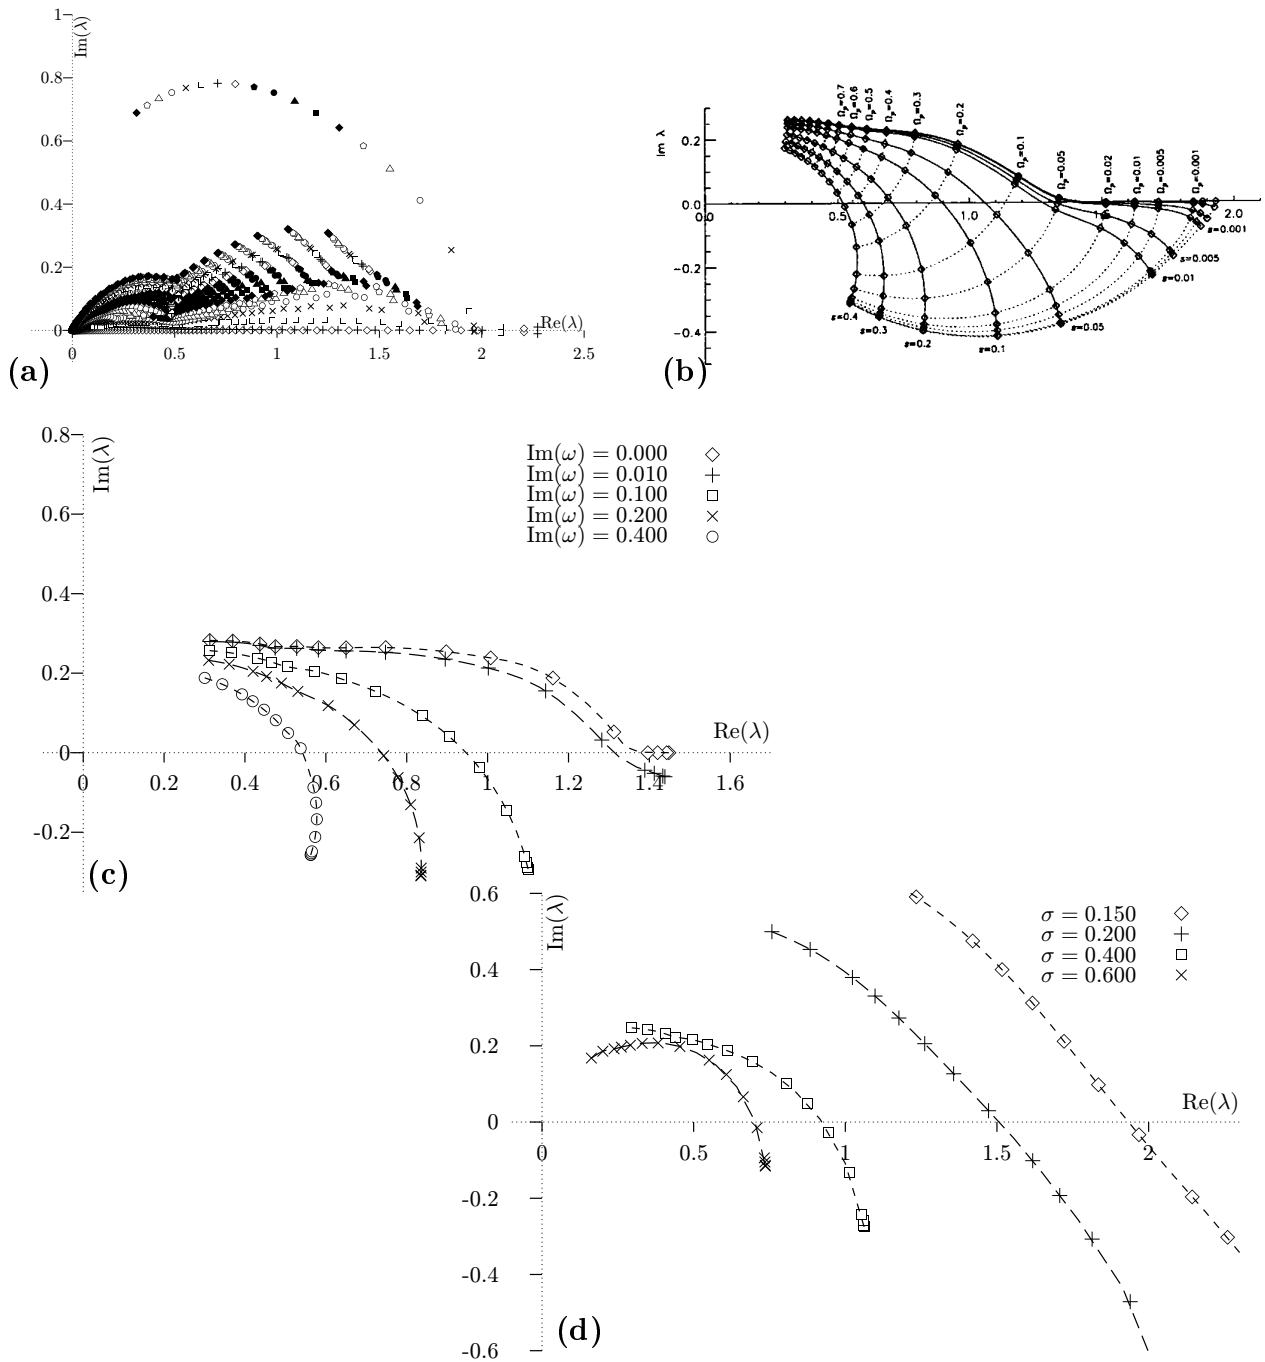 1
0.8
0.6
0.4
0.2
0
Im(λ)
0 0.5 1 1.5 2 2.5
Re(λ)
(a)
Im λ
0.2
0.0
-0.2
-0.4
0.0 0.5 1.0 2.0
Ωp=0.7
Ωp=0.6
Ωp=0.5
Ωp=0.4
Ωp=0.3
Ωp=0.2
Ωp=0.1
Ωp=0.05
Ωp=0.02
Ωp=0.01
Ωp=0.005
Ωp=0.001
s=0.001
s=0.005
s=0.01
s=0.05
s=0.1
s=0.2
s=0.3
s=0.4
(b)
0.8
0.6
0.4
0.2
0
-0.2
Im(λ)
Im(ω) = 0.000
Im(ω) = 0.010
Im(ω) = 0.100
Im(ω) = 0.200
Im(ω) = 0.400
Re(λ)
0 0.2 0.4 0.6 0.8 1 1.2 1.4 1.6
(c)
0.6
0.4
0.2
0
-0.2
-0.4
-0.6
Im(λ)
σ = 0.150
σ = 0.200
σ = 0.400
σ = 0.600
Re(λ)
0 0.5 1 1.5 2
(d)